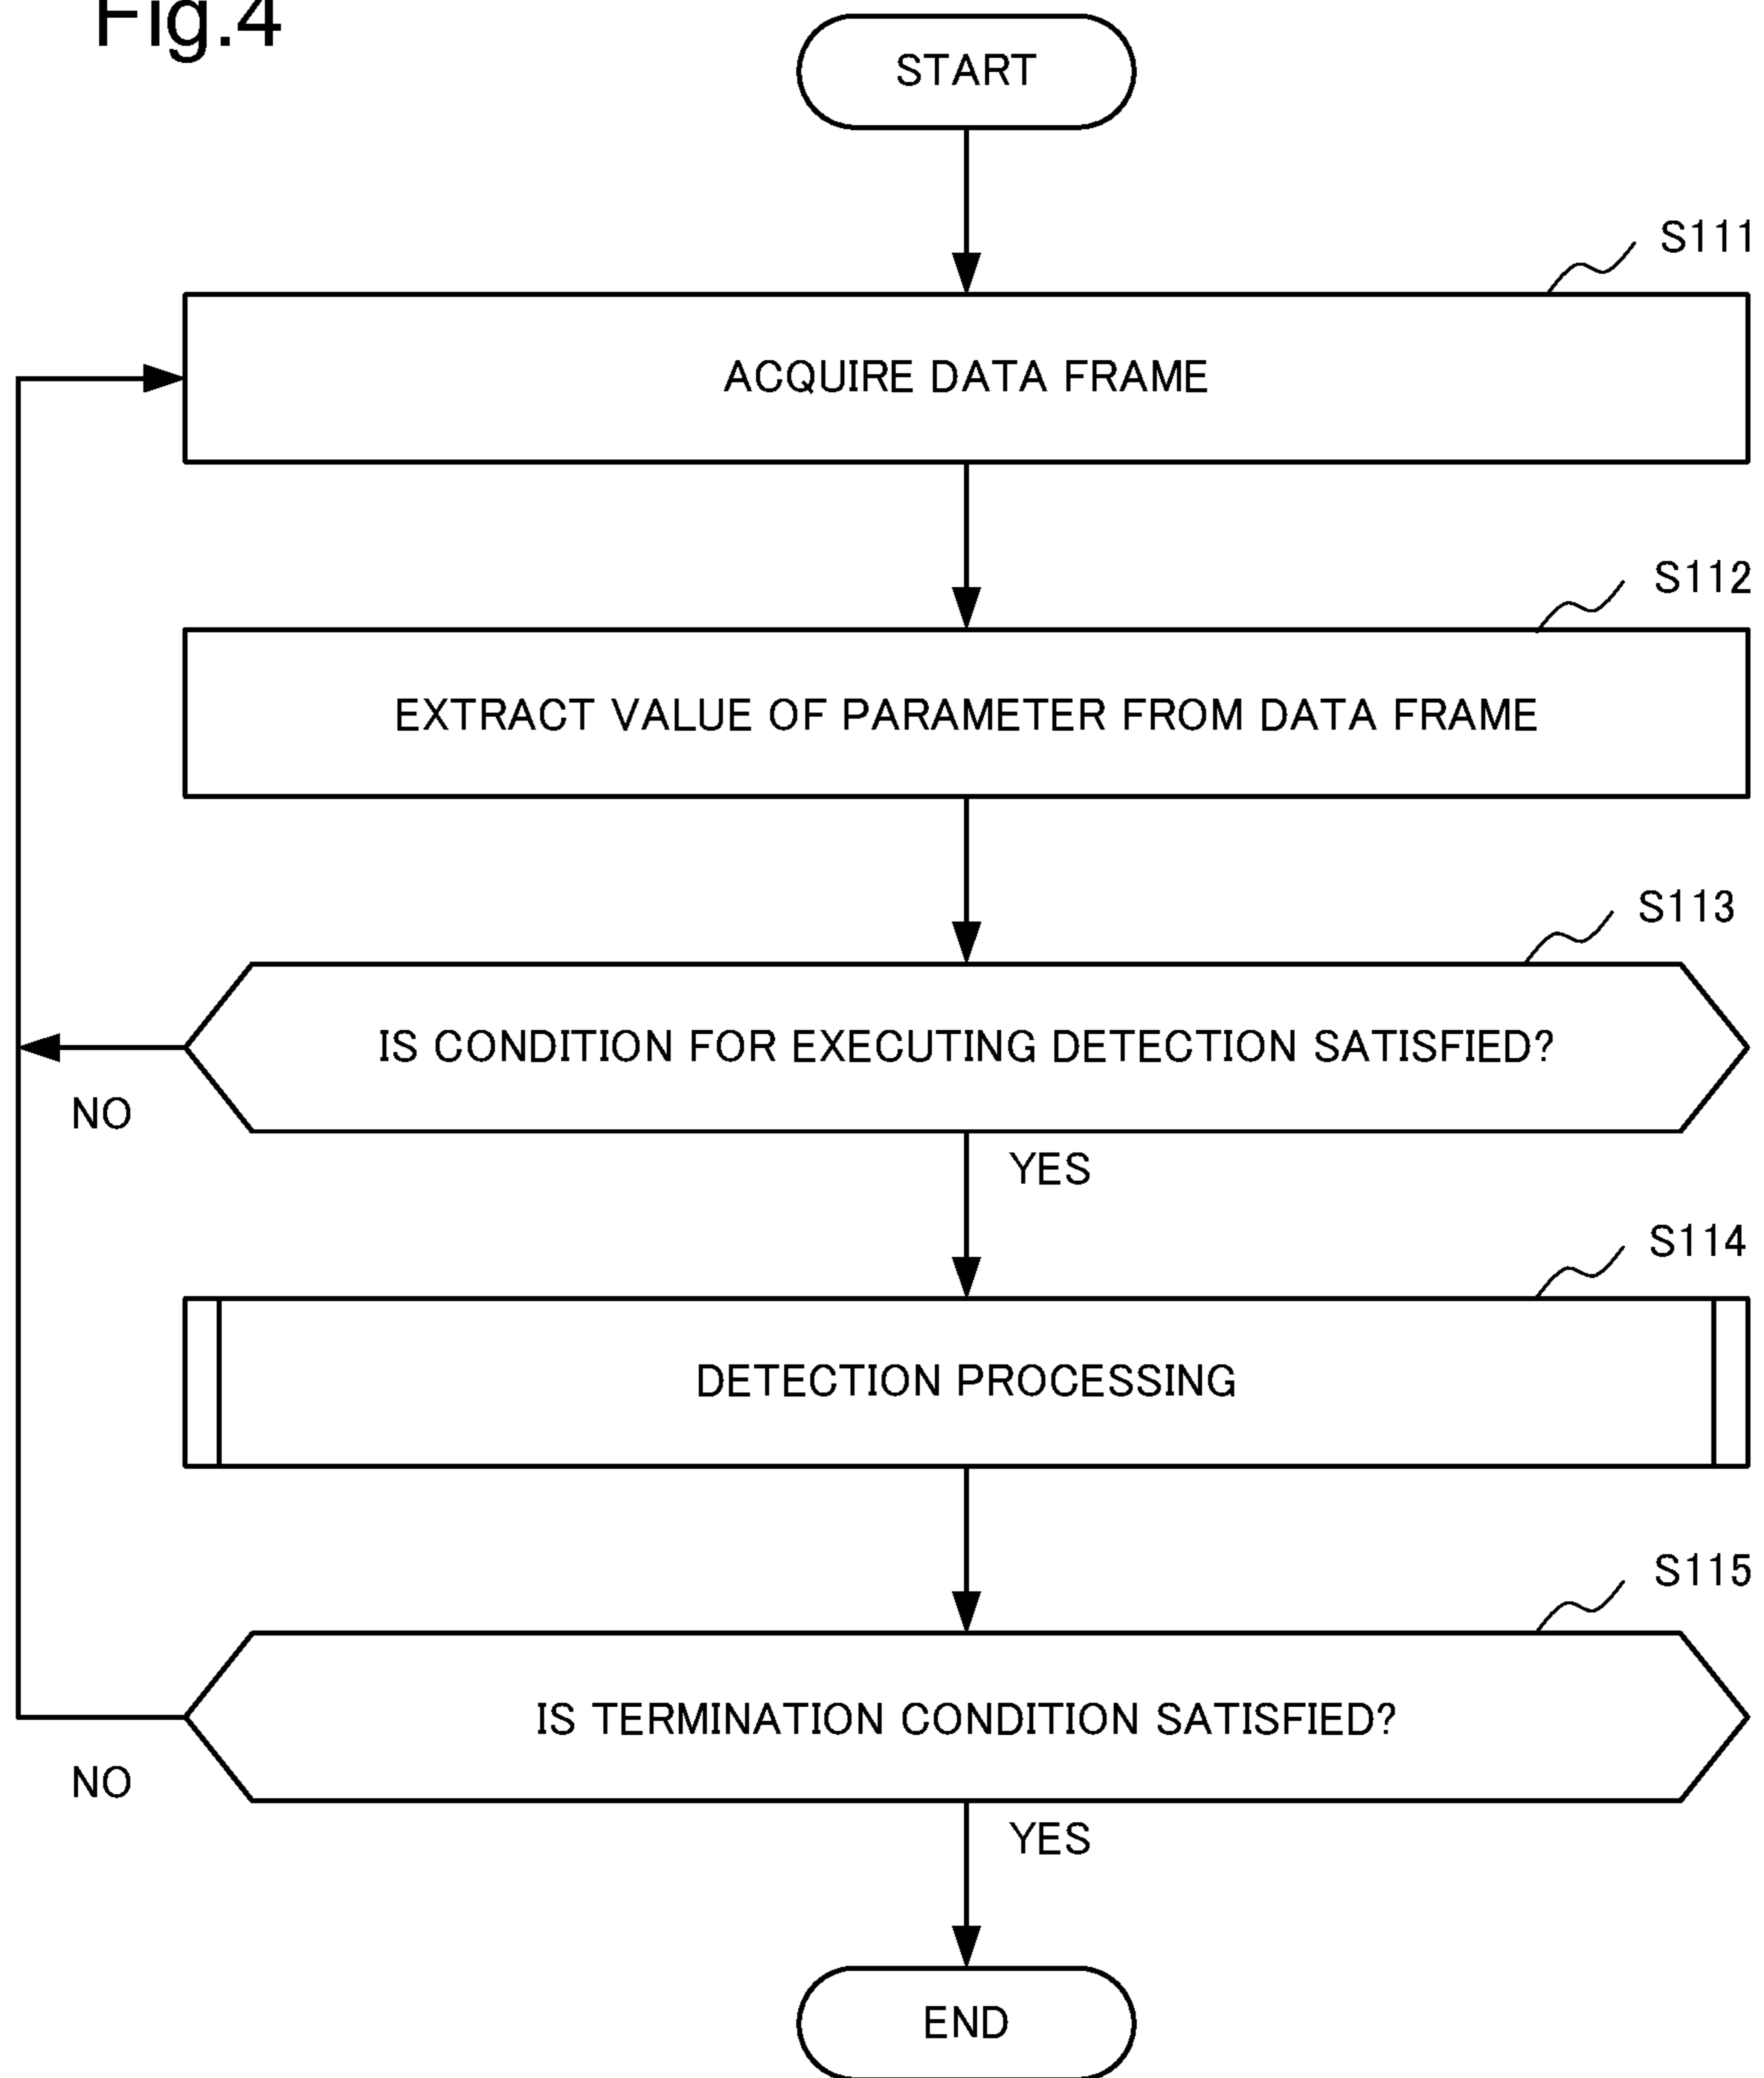 Fig.4
START
S111
ACQUIRE DATA FRAME
S112
EXTRACT VALUE OF PARAMETER FROM DATA FRAME
S113
IS CONDITION FOR EXECUTING DETECTION SATISFIED?
NO
YES
S114
DETECTION PROCESSING
S115
IS TERMINATION CONDITION SATISFIED?
NO
YES
END